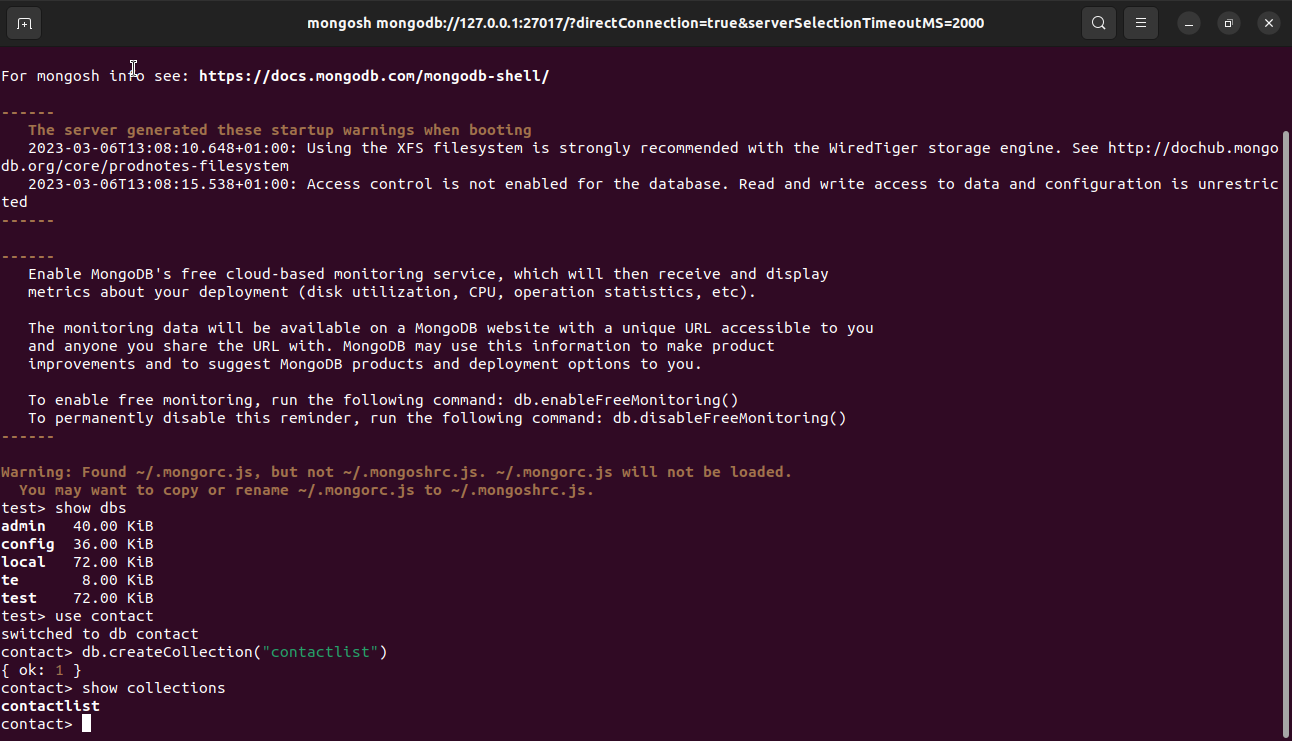 mongosh mongodb://127.0.0.1:27017/?directConnection=true&serverSelectionTimeoutMS=2000
For mongosh info see: https://docs.mongodb.com/mongodb-shell/
------
   The server generated these startup warnings when booting
   2023-03-06T13:08:10.648+01:00: Using the XFS filesystem is strongly recommended with the WiredTiger storage engine. See http://dochub.mongo
db.org/core/prodnotes-filesystem
   2023-03-06T13:08:15.538+01:00: Access control is not enabled for the database. Read and write access to data and configuration is unrestric
ted
------
------
   Enable MongoDB's free cloud-based monitoring service, which will then receive and display
   metrics about your deployment (disk utilization, CPU, operation statistics, etc).
   The monitoring data will be available on a MongoDB website with a unique URL accessible to you
   and anyone you share the URL with. MongoDB may use this information to make product
   improvements and to suggest MongoDB products and deployment options to you.
   To enable free monitoring, run the following command: db.enableFreeMonitoring()
   To permanently disable this reminder, run the following command: db.disableFreeMonitoring()
------
Warning: Found ~/.mongorc.js, but not ~/.mongoshrc.js. ~/.mongorc.js will not be loaded.
  You may want to copy or rename ~/.mongorc.js to ~/.mongoshrc.js.
test> show dbs
admin   40.00 KiB
config  36.00 KiB
local   72.00 KiB
te       8.00 KiB
test    72.00 KiB
test> use contact
switched to db contact
contact> db.createCollection("contactlist")
{ ok: 1 }
contact> show collections
contactlist
contact>